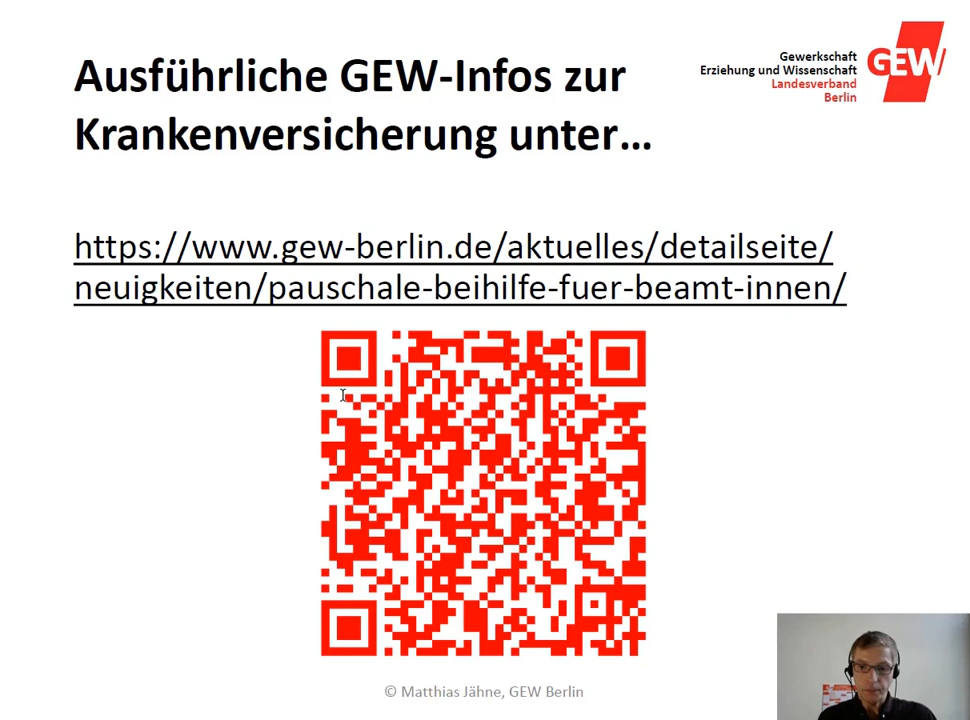 Ausführliche GEW-Infos zur
Krankenversicherung unter…
Gewerkschaft
Erziehung und Wissenschaft
Landesverband
Berlin
GEW
https://www.gew-berlin.de/aktuelles/detailseite/
neuigkeiten/pauschale-beihilfe-fuer-beamt-innen/
© Matthias Jähne, GEW Berlin